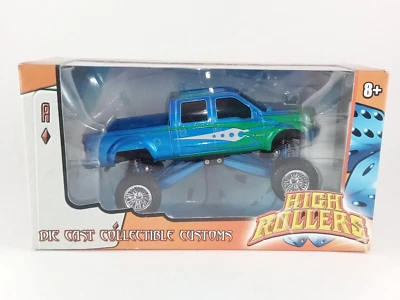 8+
A
HIGH
ROLLERS
DIE CAST COLLECTIBLE CUSTOMS